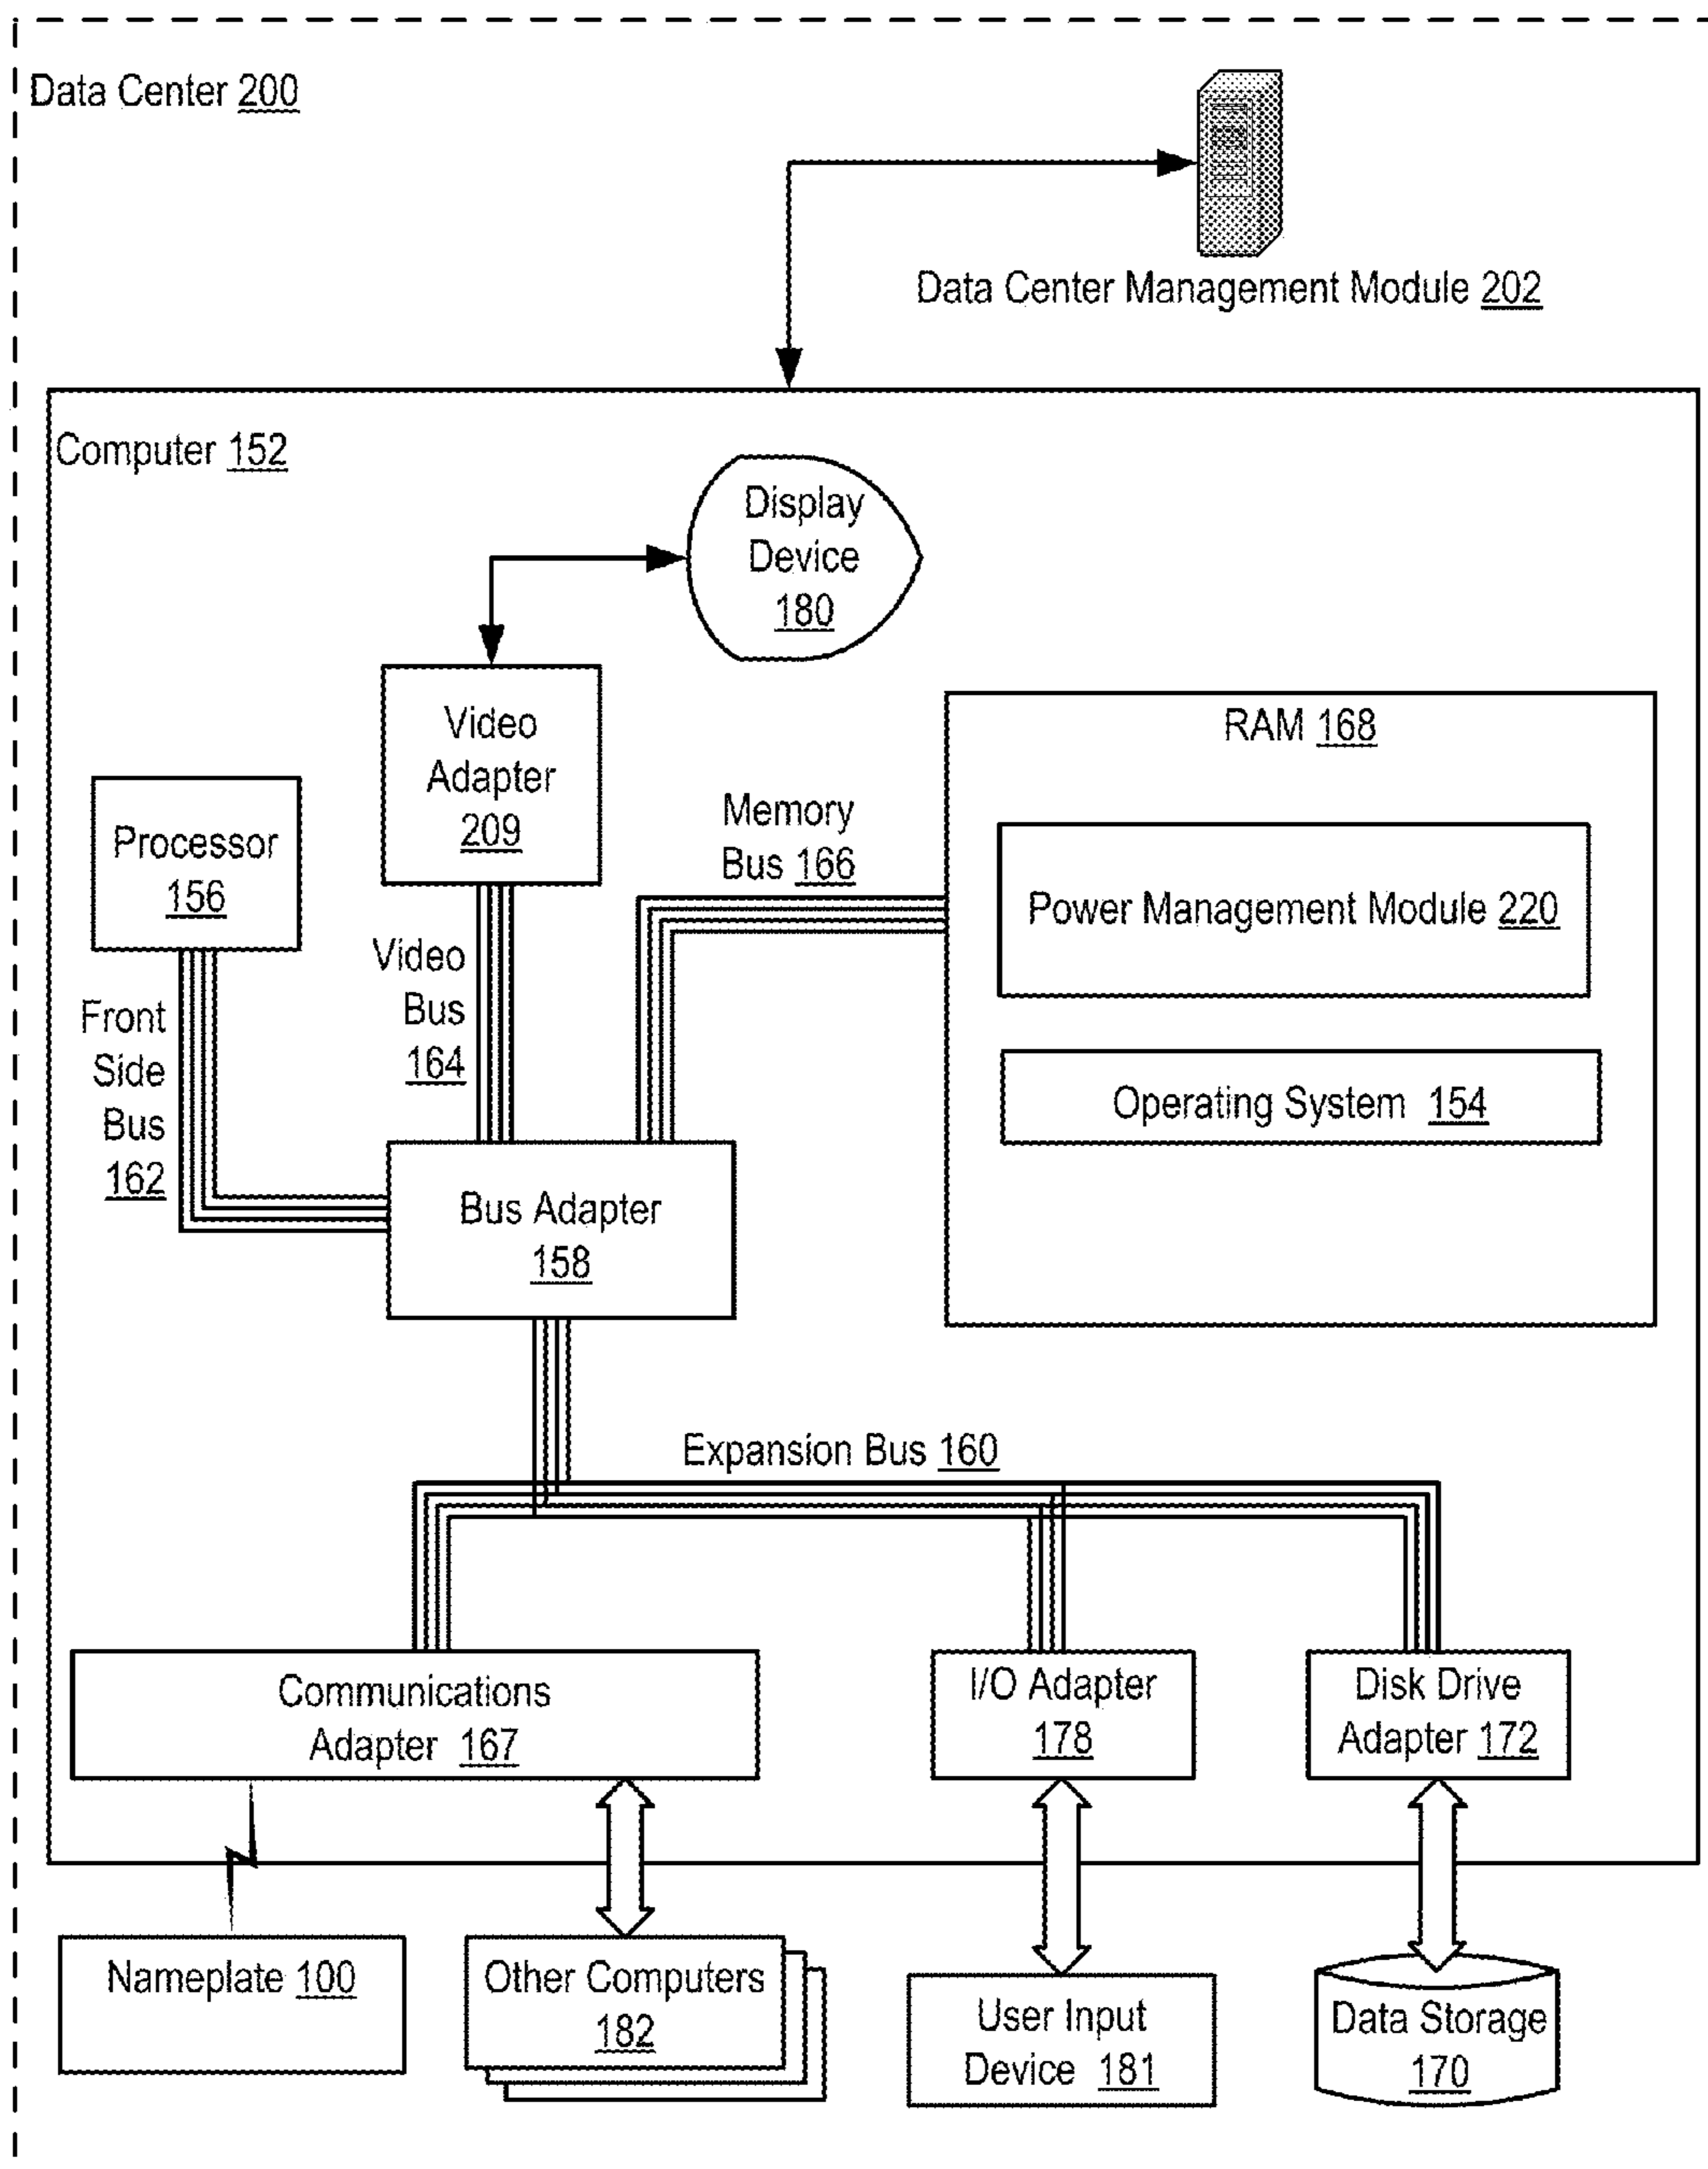 Data Center 200
Data Center Management Module 202
Computer 152
Display
Device
180
Video
Adapter
209
RAM 168
Processor
156
Memory
Bus 166
Power Management Module 220
Video
Bus
164
Front
Side
Bus
162
Operating System 154
Bus Adapter
158
Expansion Bus 160
Communications
Adapter 167
I/O Adapter
178
Disk Drive
Adapter 172
Nameplate 100
Other Computers
182
User Input
Device 181
Data Storage
170